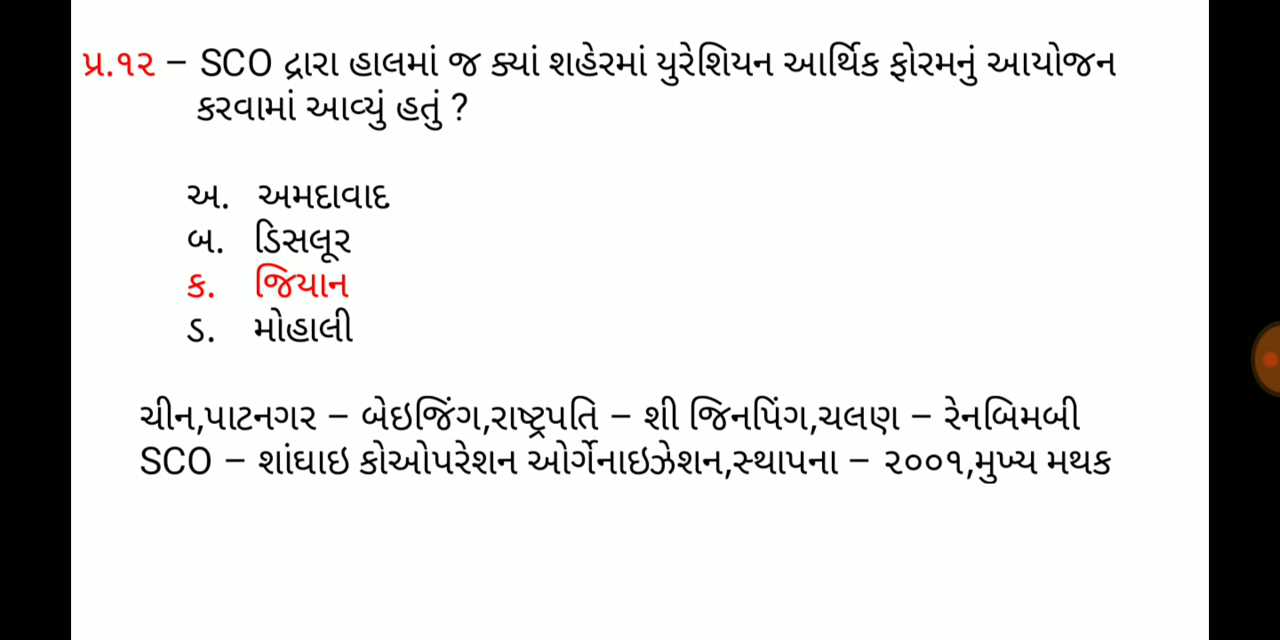 પ્ર.૧૨ – SCO દ્રારા હાલમાં જ ક્યાં શહેરમાં યુરેશિયન આર્થિક ફોરમનું આયોજન
કરવામાં આવ્યું હતું ?
અ. અમદાવાદ
બ. ડિસલૂર
ક. જિયાન
ડ. મોહાલી
ચીન,પાટનગર – બેઇજિંગ,રાષ્ટ્રપતિ – શી જિનપિંગ,ચલણ – રેનબિમબી
SCO – શાંઘાઇ કોઓપરેશન ઓર્ગેનાઇઝેશન,સ્થાપના – ૨૦૦૧,મુખ્ય મથક